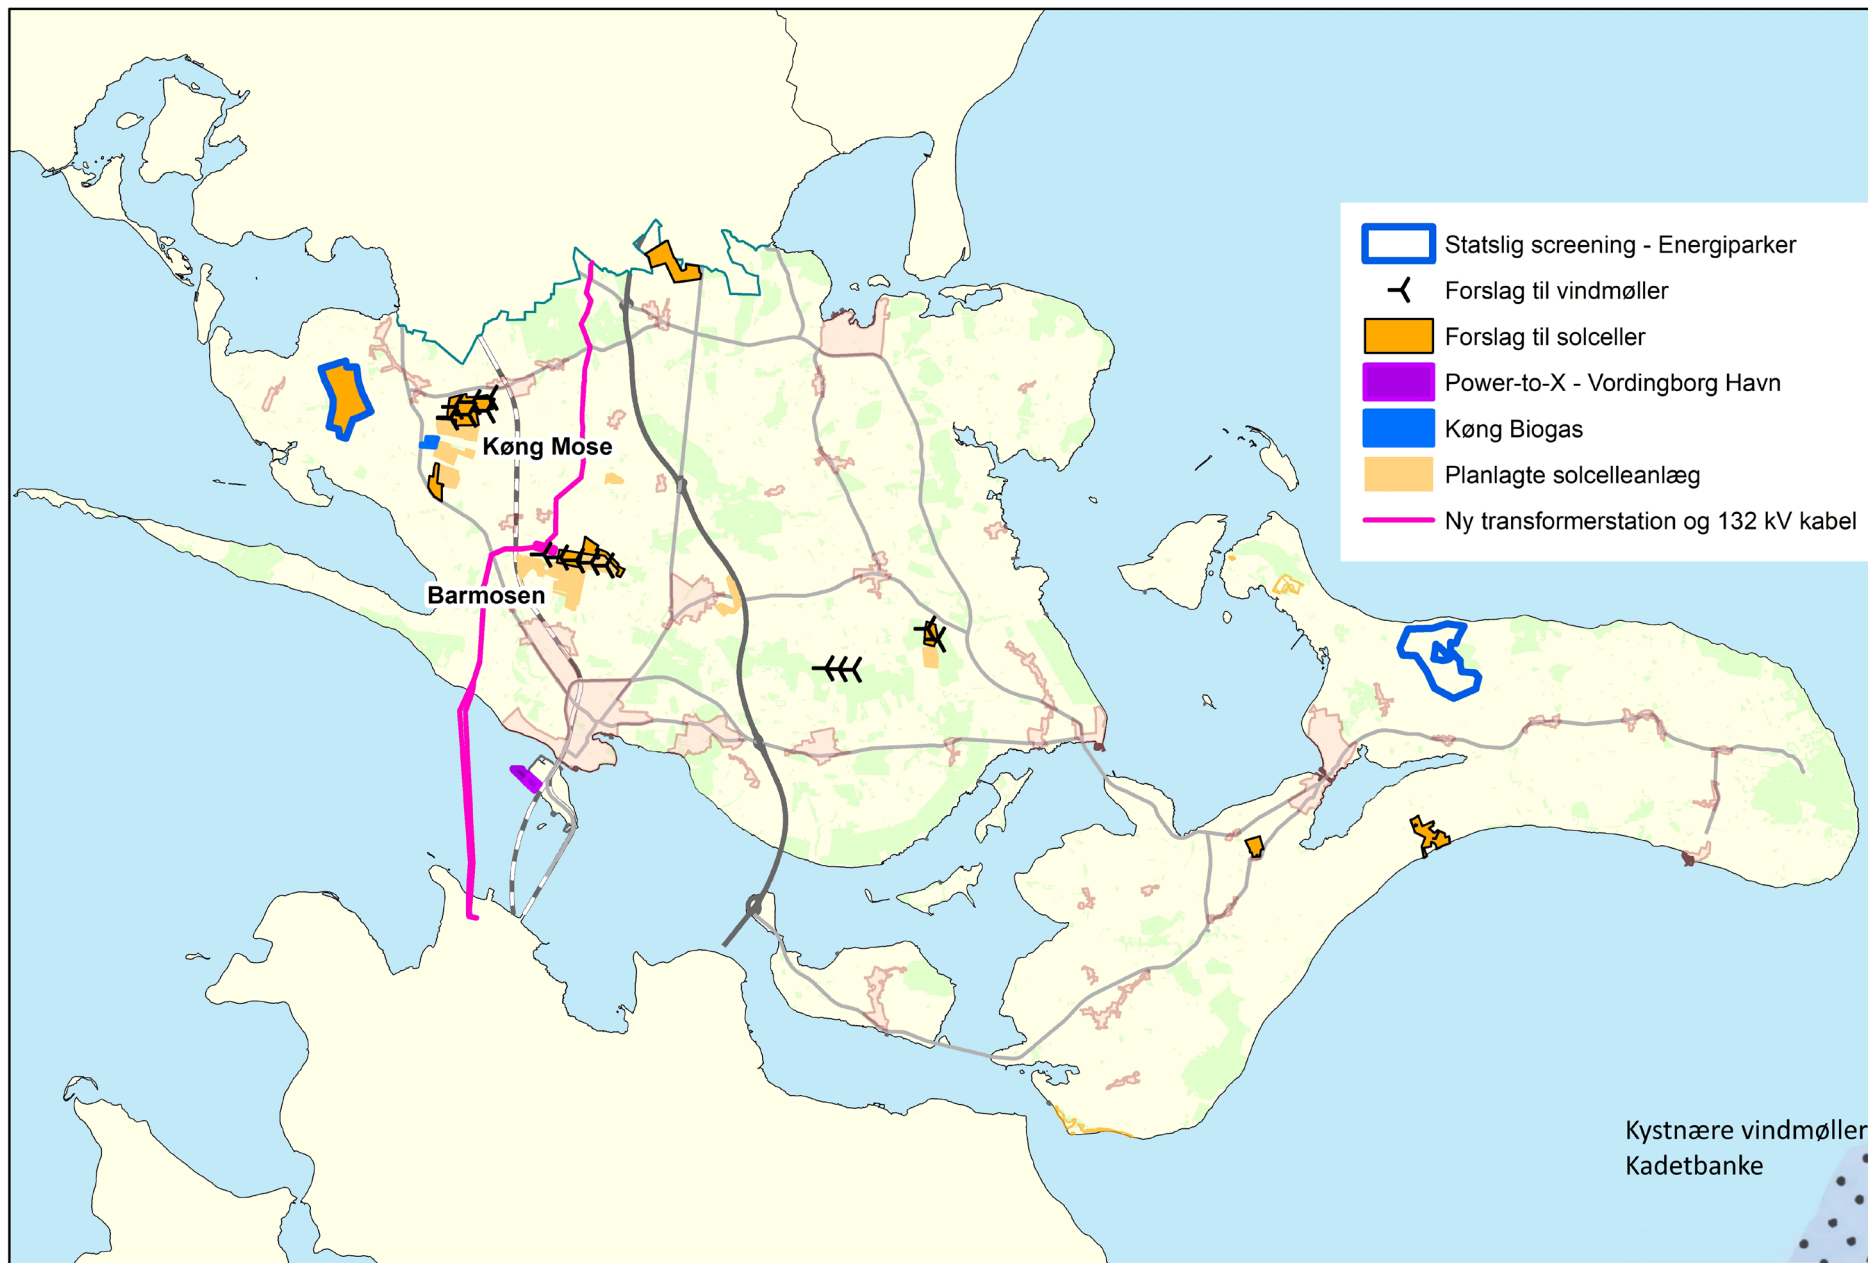 Statslig screening - Energiparker
Forslag til vindmøller
Forslag til solceller
Power-to-X - Vordingborg Havn
Køng Biogas
Planlagte solcelleanlæg
Ny transformerstation og 132 kV kabel
Køng Mose
Barmosen
Kystnære vindmøller
Kadetbanke